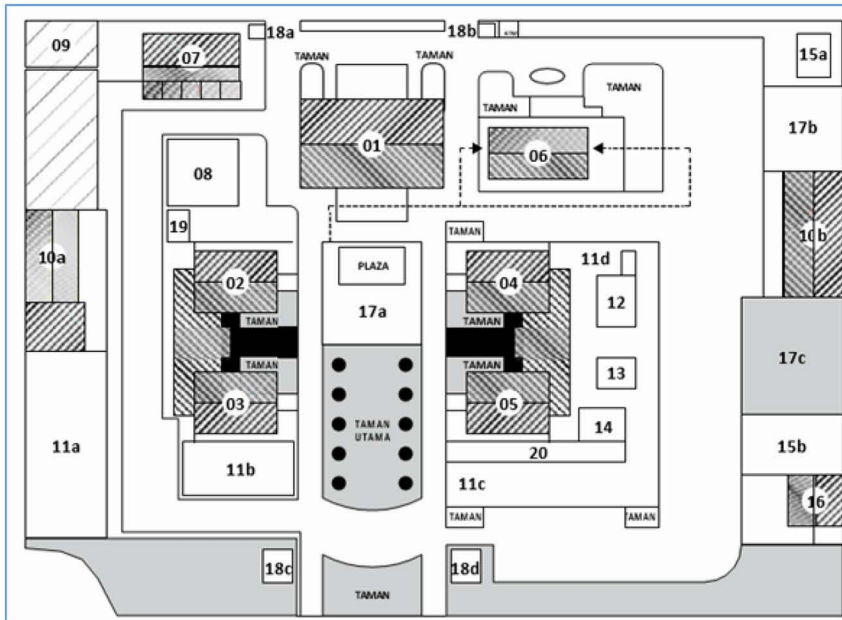 18a
18b
ATM
09
07
TAMAN
TAMAN
15a
TAMAN
TAMAN
17b
01
06
08
19
TAMAN
10a
10b
02
PLAZA
04
11d
12
17a
TAMAN
TAMAN
TAMAN
TAMAN
17c
13
03
05
14
TAMAN
UTAMA
11a
20
15b
11b
11c
16
TAMAN
TAMAN
18c
18d
TAMAN